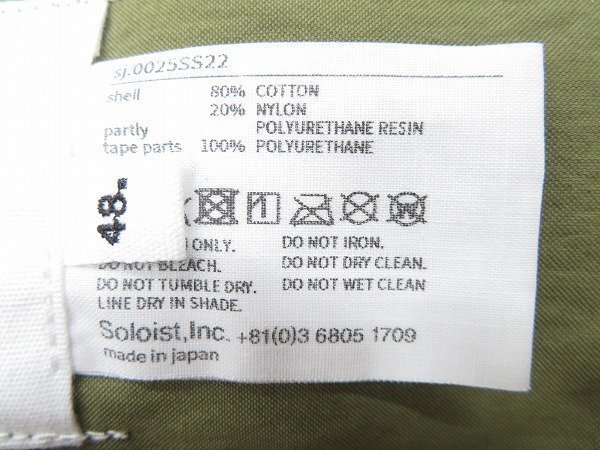 sj.0025SS22
shell 80% COTTON
20% NYLON
partly POLYURETHANE RESIN
tape parts 100% POLYURETHANE
48.
ONLY. DO NOT IRON.
DO NOT BLEACH. DO NOT DRY CLEAN.
DO NOT TUMBLE DRY. DO NOT WET CLEAN
LINE DRY IN SHADE.
Soloist,Inc. +81(0)3 6805 1709
made in japan